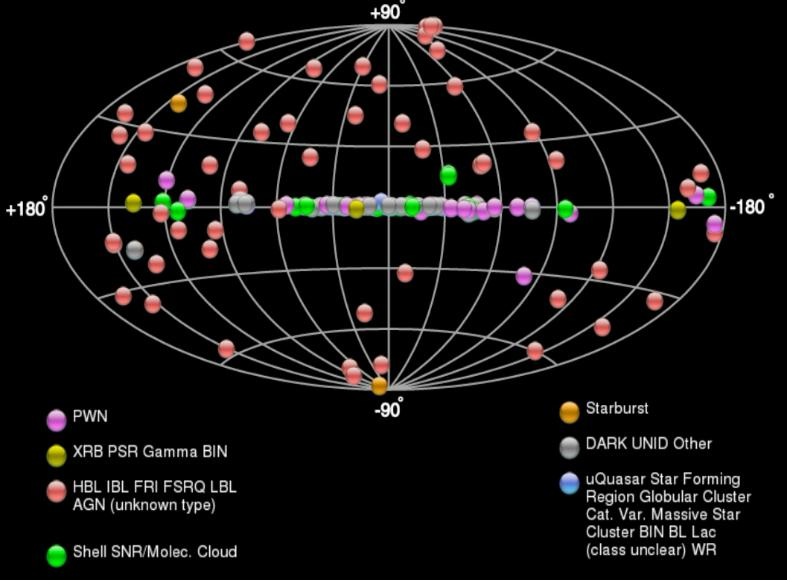 +90°
+180°
-180°
-90°
PWN
XRB PSR Gamma BIN
HBL IBL FRI FSRQ LBL
AGN (unknown type)
Shell SNR/Molec. Cloud
Starburst
DARK UNID Other
uQuasar Star Forming
Region Globular Cluster
Cat. Var. Massive Star
Cluster BIN BL Lac
(class unclear) WR